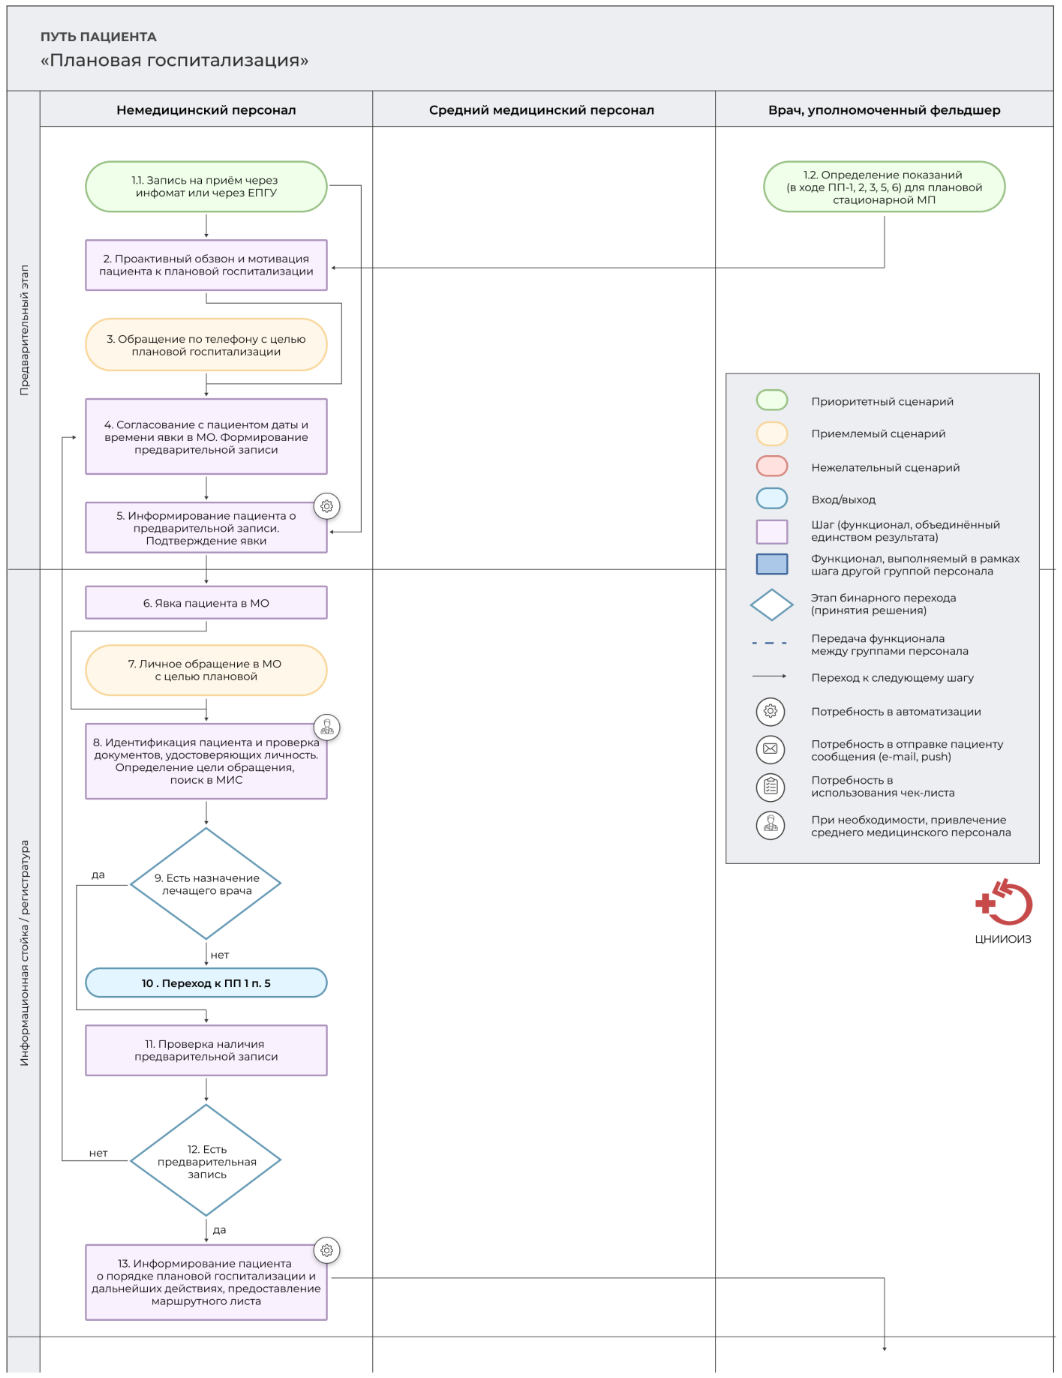 ПУТЬ ПАЦИЕНТА
«Плановая госпитализация»
Немедицинский персонал
Средний медицинский персонал
Врач, уполномоченный фельдшер
Предварительный этап
1.1. Запись на приём через
инфомат или через ЕПГУ
1.2. Определение показаний
(в ходе ПП-1, 2, 3, 5, 6) для плановой
стационарной МП
2. Проактивный обзвон и мотивация
пациента к плановой госпитализации
3. Обращение по телефону с целью
плановой госпитализации
4. Согласование с пациентом даты и
времени явки в МО. Формирование
предварительной записи
5. Информирование пациента о
предварительной записи.
Подтверждение явки
Информационная стойка / регистратура
6. Явка пациента в МО
7. Личное обращение в МО
с целью плановой
8. Идентификация пациента и проверка
документов, удостоверяющих личность.
Определение цели обращения,
поиск в МИС
9. Есть назначение
лечащего врача
да
нет
10 . Переход к ПП 1 п. 5
11. Проверка наличия
предварительной записи
12. Есть
предварительная
запись
нет
да
13. Информирование пациента
о порядке плановой госпитализации и
дальнейших действиях, предоставление
маршрутного листа
Приоритетный сценарий
Приемлемый сценарий
Нежелательный сценарий
Вход/выход
Шаг (функционал, объединённый
единством результата)
Функционал, выполняемый в рамках
шага другой группой персонала
Этап бинарного перехода
(принятия решения)
Передача функционала
между группами персонала
Переход к следующему шагу
Потребность в автоматизации
Потребность в отправке пациенту
сообщения (e-mail, push)
Потребность в
использования чек-листа
При необходимости, привлечение
среднего медицинского персонала
ЦНИИОИЗ